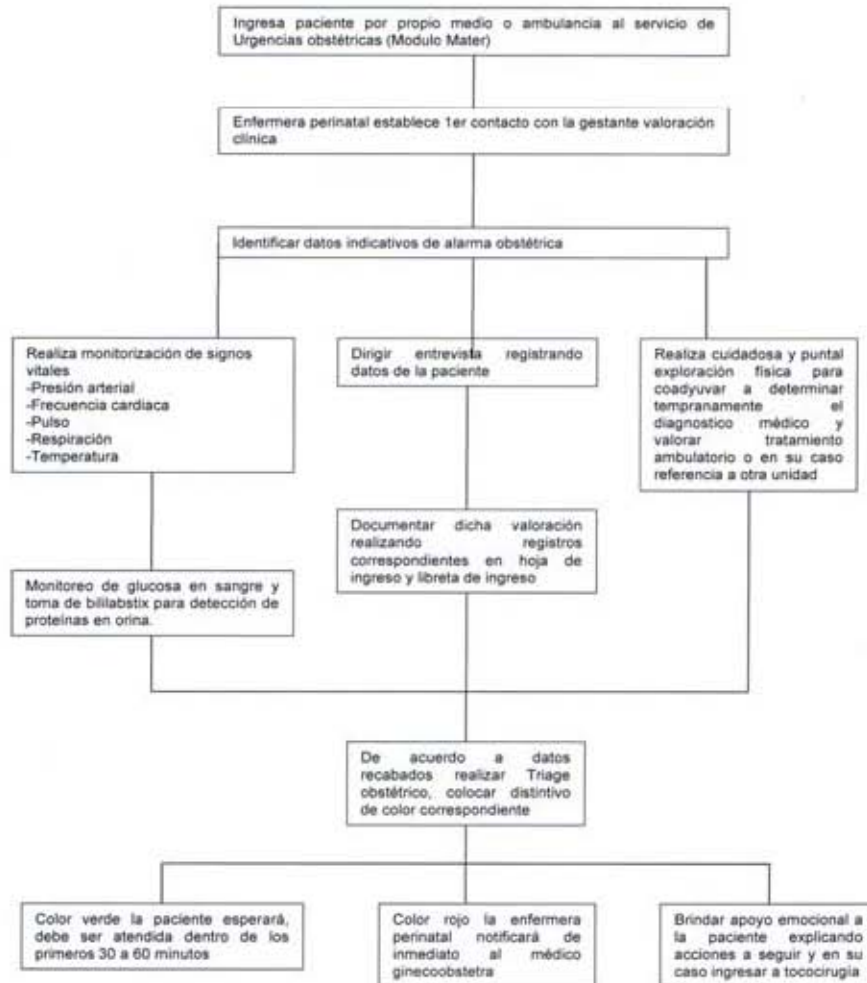 Ingresa paciente por propio medio o ambulancia al servicio de
Urgencias obstétricas (Modulo Mater)
Enfermera perinatal establece 1er contacto con la gestante valoración
clínica
Identificar datos indicativos de alarma obstétrica
Realiza monitorización de signos
vitales
-Presión arterial
-Frecuencia cardiaca
-Pulso
-Respiración
-Temperatura
Dirigir entrevista registrando
datos de la paciente
Realiza cuidadosa y puntal
exploración física para
coadyuvar a determinar
tempranamente el
diagnostico médico y
valorar tratamiento
ambulatorio o en su caso
referencia a otra unidad
Documentar dicha valoración
realizando registros
correspondientes en hoja de
ingreso y libreta de ingreso
Monitoreo de glucosa en sangre y
toma de bililabstix para detección de
proteínas en orina.
De acuerdo a datos
recabados realizar Triage
obstétrico, colocar distintivo
de color correspondiente
Color verde la paciente esperará,
debe ser atendida dentro de los
primeros 30 a 60 minutos
Color rojo la enfermera
perinatal notificará de
inmediato al médico
ginecoobstetra
Brindar apoyo emocional a
la paciente explicando
acciones a seguir y en su
caso ingresar a tococirugía